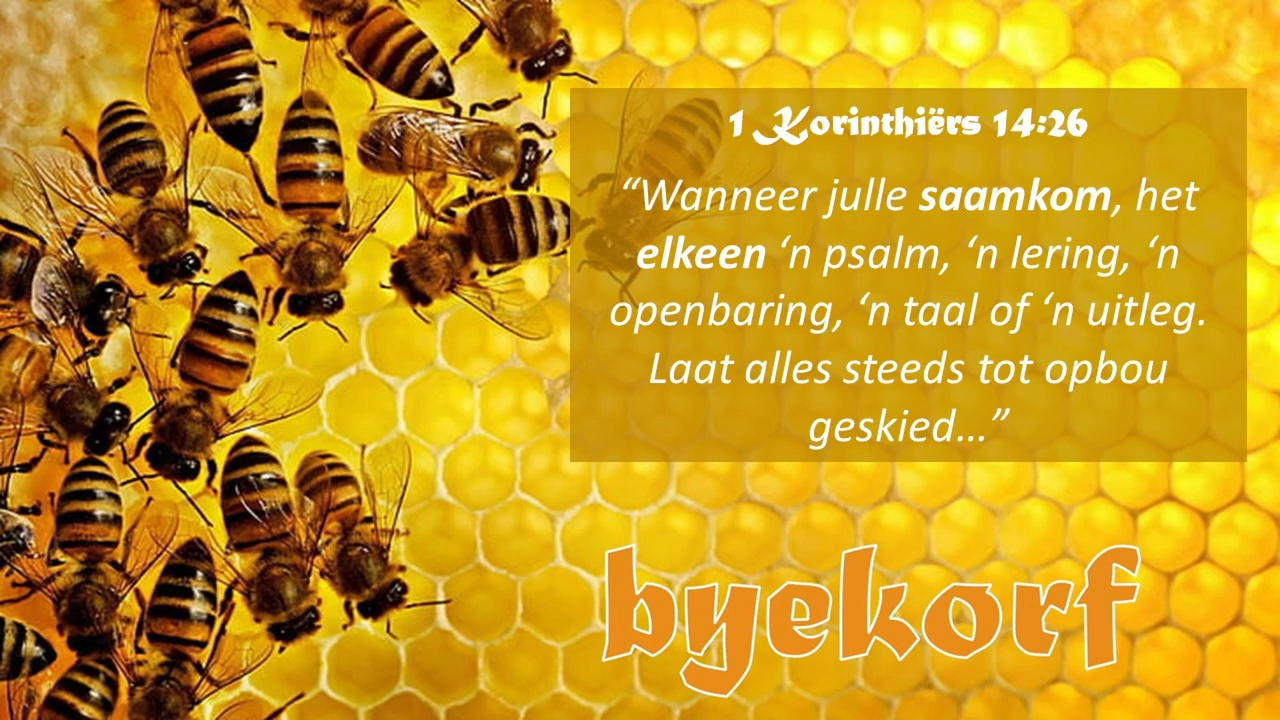 1 Korinthiërs 14:26
“Wanneer julle saamkom, het
elkeen ‘n psalm, ‘n lering, ‘n
openbaring, ‘n taal of ‘n uitleg.
Laat alles steeds tot opbou
geskied…”
byekorf